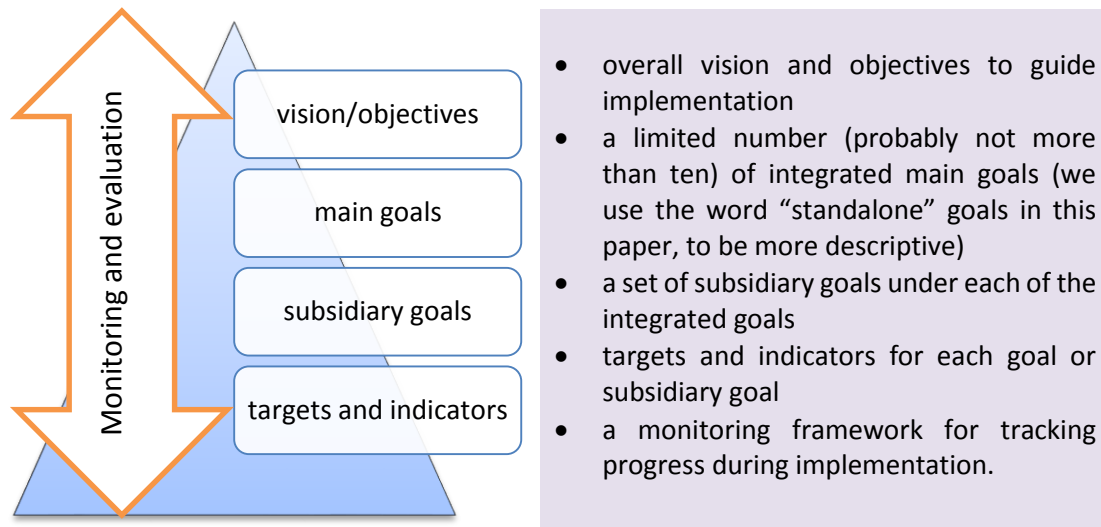 Monitoring and evaluation
vision/objectives
main goals
subsidiary goals
targets and indicators
• overall vision and objectives to guide
implementation
• a limited number (probably not more
than ten) of integrated main goals (we
use the word “standalone” goals in this
paper, to be more descriptive)
• a set of subsidiary goals under each of the
integrated goals
• targets and indicators for each goal or
subsidiary goal
• a monitoring framework for tracking
progress during implementation.